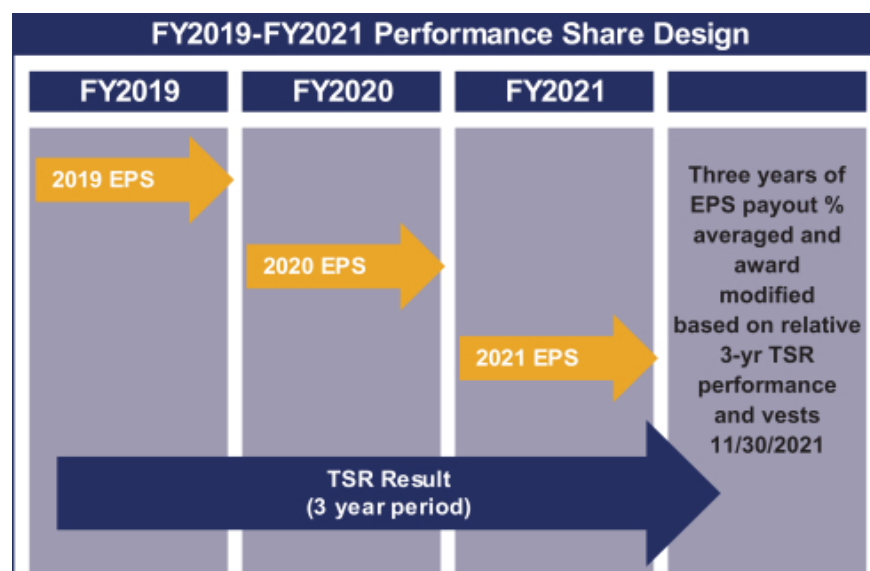 FY2019-FY2021 Performance Share Design
FY2019
FY2020
FY2021
2019 EPS
2020 EPS
2021 EPS
TSR Result
(3 year period)
Three years of
EPS payout %
averaged and
award
modified
based on relative
3-yr TSR
performance
and vests
11/30/2021